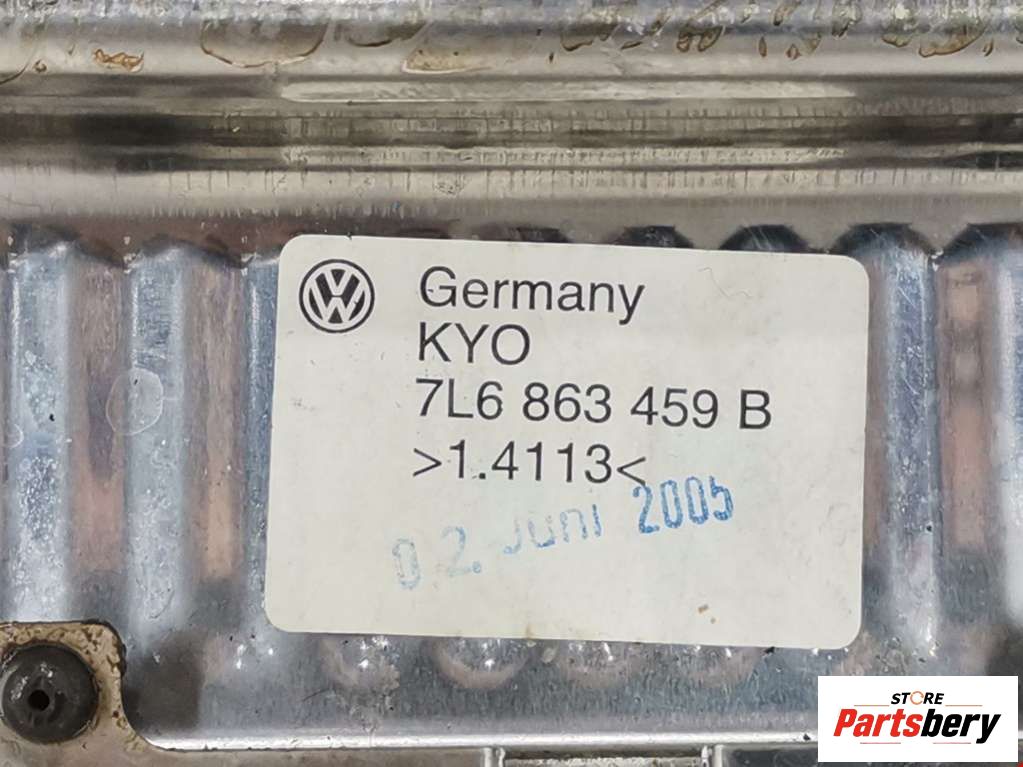 Germany
KYO
7L6 863 459 B
>1.4113<
02. Juni 2005
STORE
Partsbery